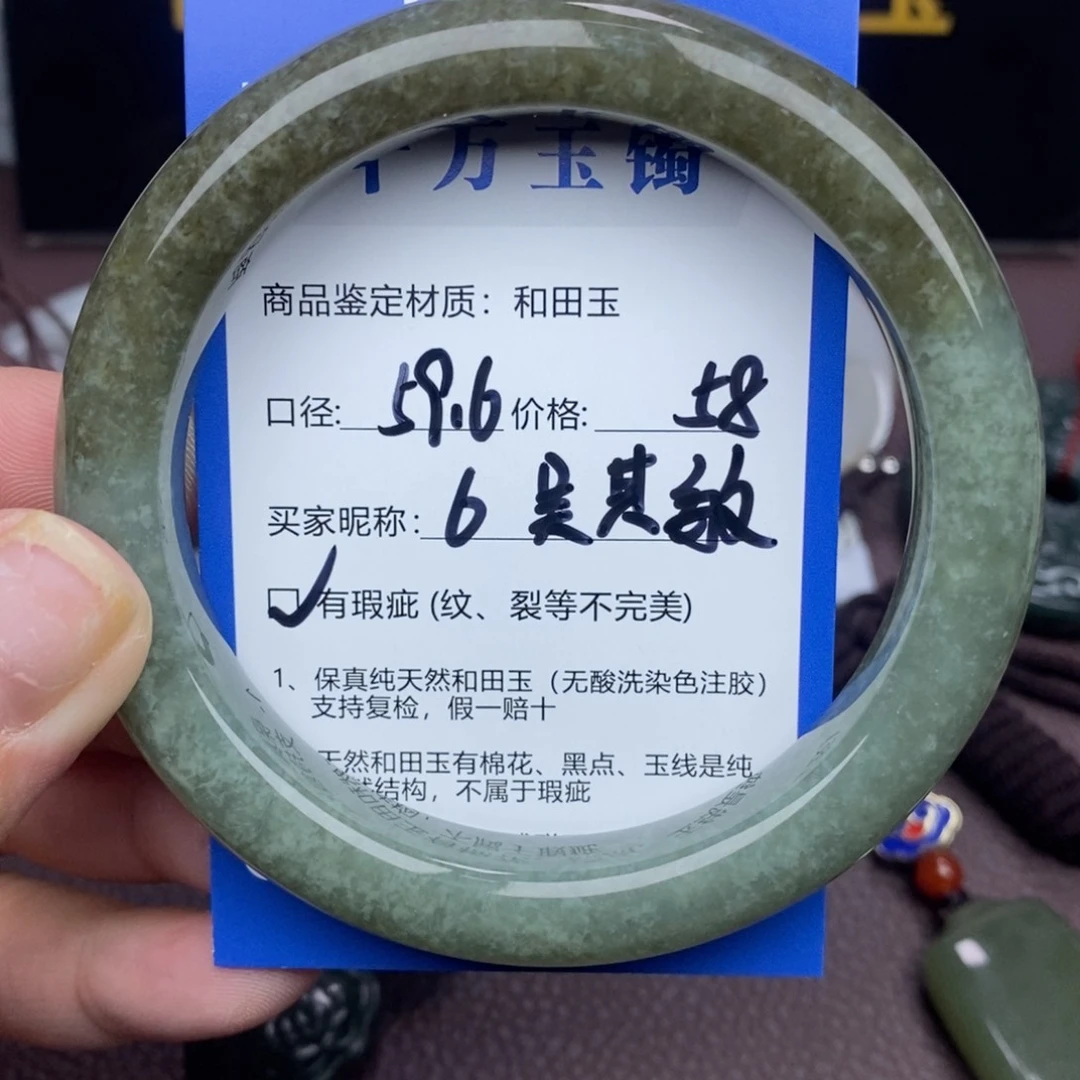 千万玉镯
商品鉴定材质：和田玉
口径: 59.6 价格: 58
买家昵称: 6 吴其敏
有瑕疵 (纹、裂等不完美)
1、保真纯天然和田玉（无酸洗染色注胶）
支持复检，假一赔十
天然和田玉有棉花、黑点、玉线是纯
结构，不属于瑕疵